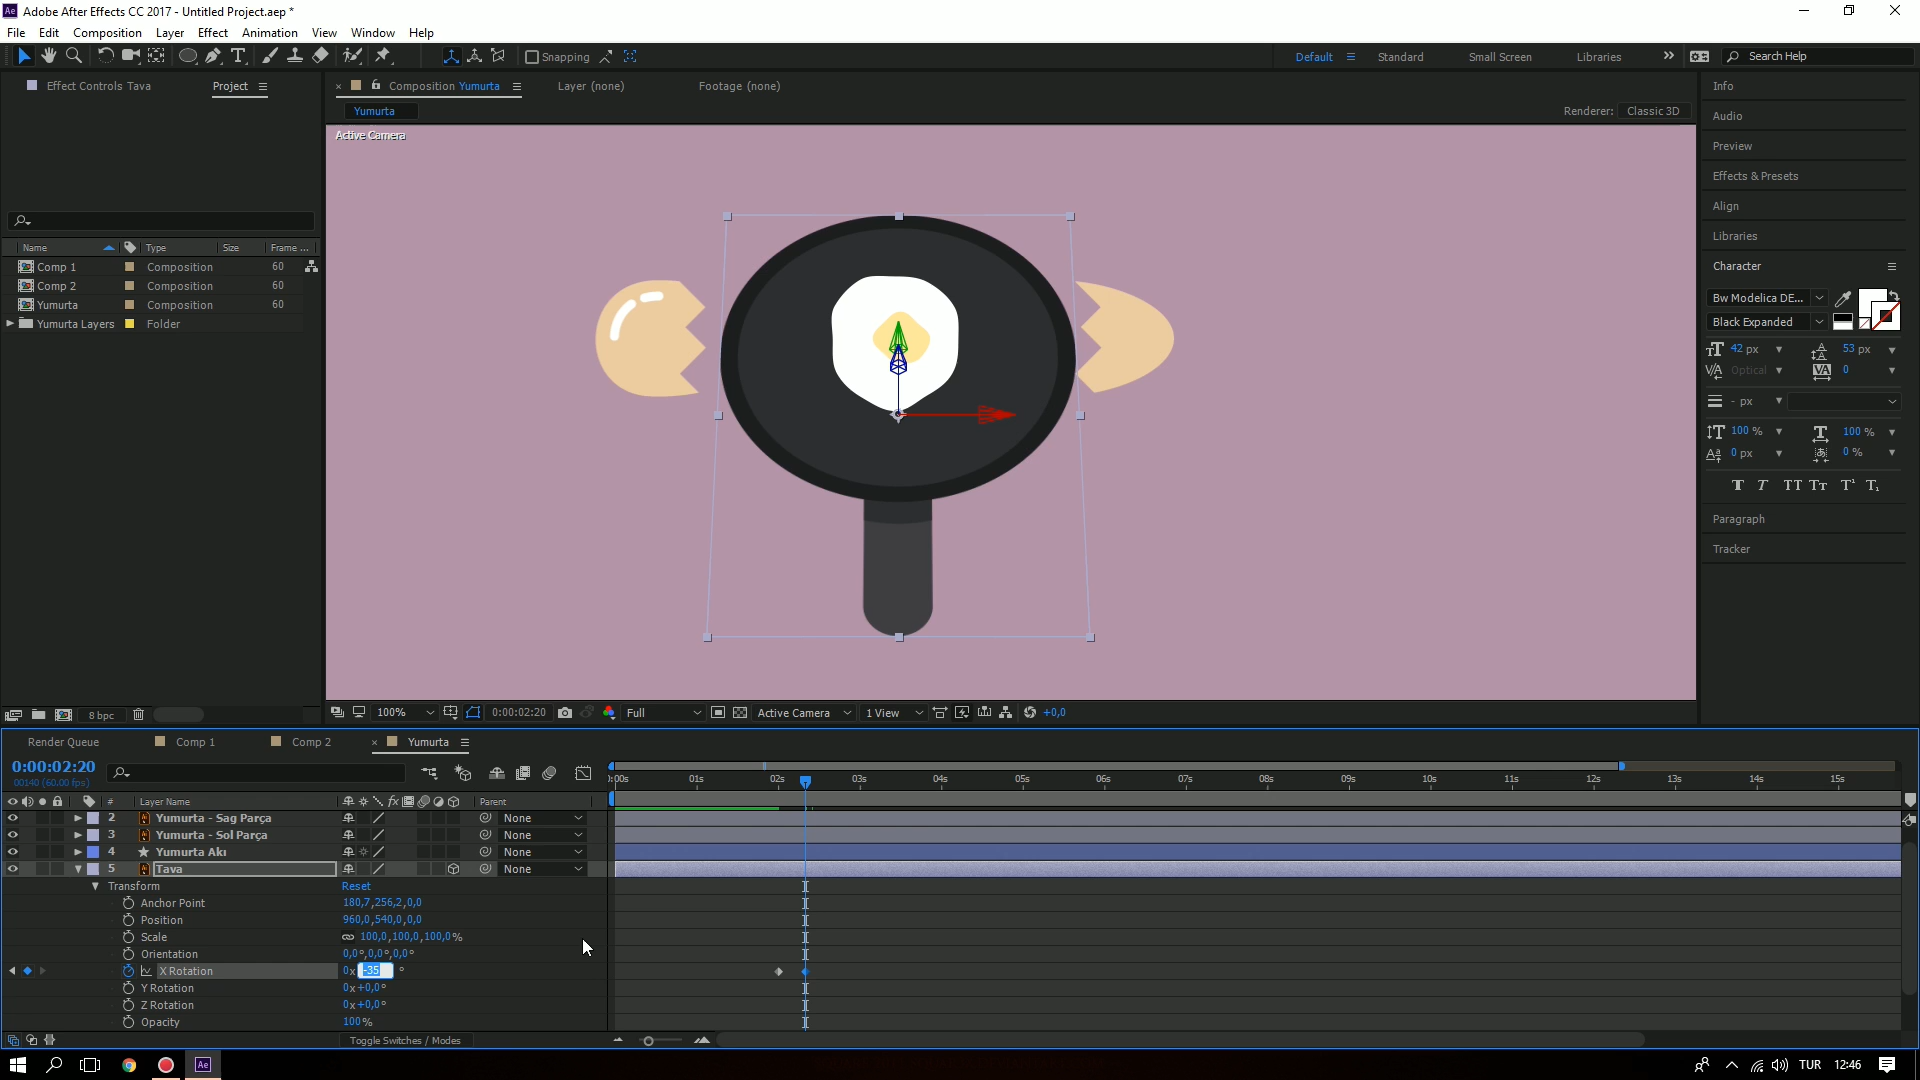 Adobe After Effects CC 2017 - Untitled Project.aep *
File Edit Composition Layer Effect Animation View Window Help
Snapping
Default Standard Small Screen Libraries Search Help
Effect Controls Tava Project
Composition Yumurta Layer (none) Footage (none)
Yumurta
Renderer: Classic 3D
Active Camera
Name Type Size Frame ...
Comp 1 Composition 60
Comp 2 Composition 60
Yumurta Composition 60
Yumurta Layers Folder
8 bpc
Info
Audio
Preview
Effects & Presets
Align
Libraries
Character
Bw Modelica DE...
Black Expanded
42 px 53 px
Optical 0
- px
100 % 100 %
0 px 0 %
Paragraph
Tracker
100% 0:00:02:20 Full Active Camera 1 View +0,0
Render Queue Comp 1 Comp 2 Yumurta
0:00:02:20
00140 (60,00 fps)
):00s 01s 02s 03s 04s 05s 06s 07s 08s 09s 10s 11s 12s 13s 14s 15s
# Layer Name Parent
2 Yumurta - Sag Parça None
3 Yumurta - Sol Parça None
4 Yumurta Akı None
5 Tava None
Transform Reset
Anchor Point 180,7,256,2,0,0
Position 960,0,540,0,0,0
Scale 100,0,100,0,100,0%
Orientation 0,0°,0,0°,0,0°
X Rotation 0x -35 °
Y Rotation 0x+0,0°
Z Rotation 0x+0,0°
Opacity 100%
Toggle Switches / Modes
TUR 12:46